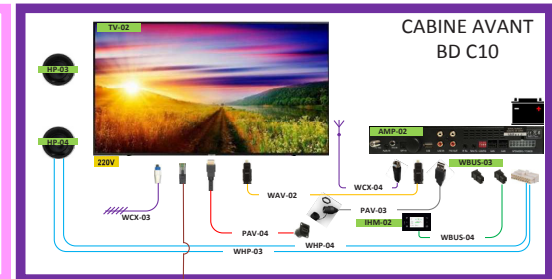 CABINE AVANT
BD C10
TV-02
HP-03
HP-04
220V
AMP-02
WBUS-03
WAV-02
WCX-04
WCX-03
PAV-03
IHM-02
PAV-04
WBUS-04
WHP-04
WHP-03